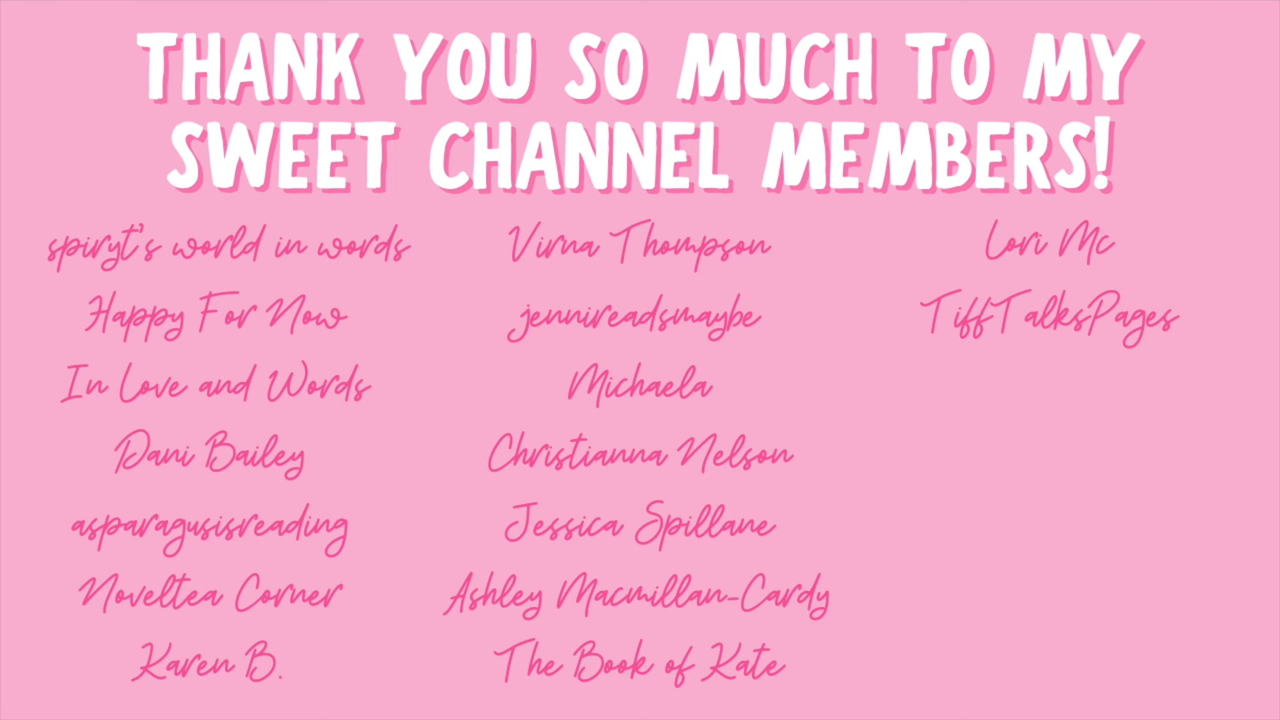 THANK YOU SO MUCH TO MY
SWEET CHANNEL MEMBERS!
spiryt's world in words
Happy For Now
In Love and Words
Dani Bailey
asparagusisreading
Noveltea Corner
Karen B.
Virna Thompson
jennireadsmaybe
Michaela
Christianna Nelson
Jessica Spillane
Ashley Macmillan-Cardy
The Book of Kate
Lori Mc
TiffTalksPages